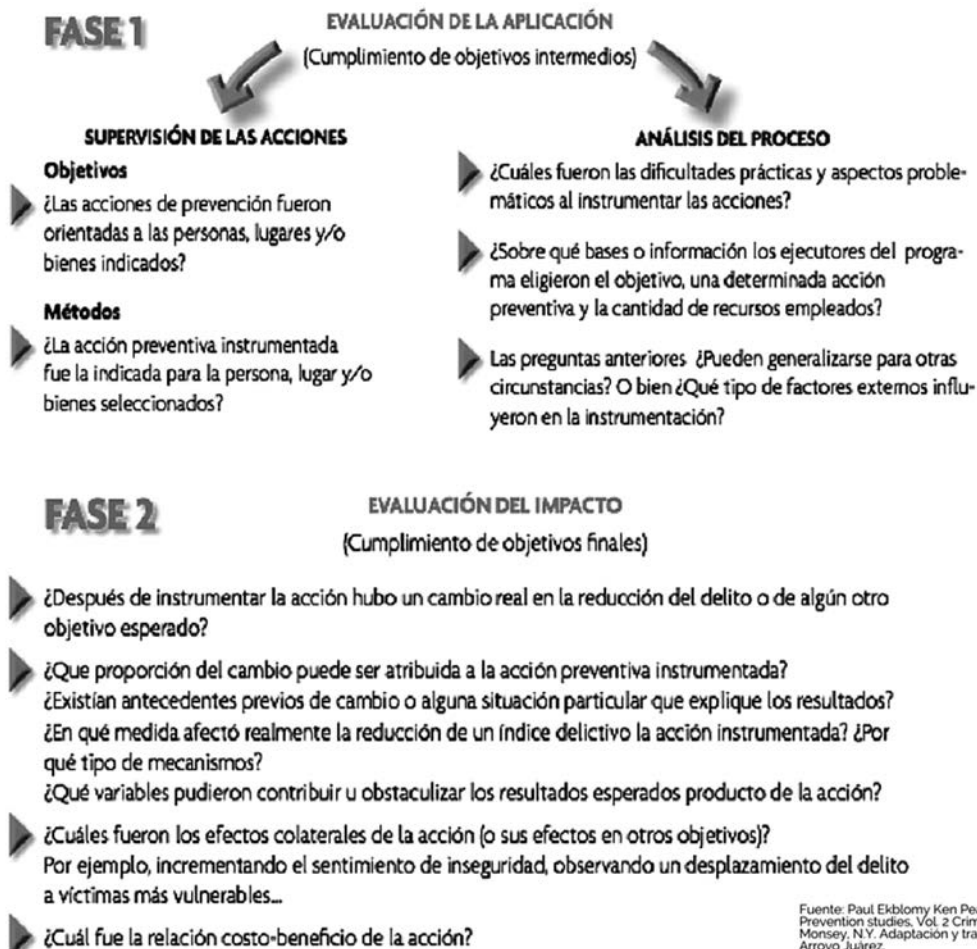 FASE 1
EVALUACIÓN DE LA APLICACIÓN
(Cumplimiento de objetivos intermedios)
SUPERVISIÓN DE LAS ACCIONES
Objetivos
¿Las acciones de prevención fueron
orientadas a las personas, lugares y/o
bienes indicados?
Métodos
¿La acción preventiva instrumentada
fue la indicada para la persona, lugar y/o
bienes seleccionados?
ANÁLISIS DEL PROCESO
¿Cuáles fueron las dificultades prácticas y aspectos proble-
máticos al instrumentar las acciones?
¿Sobre qué bases o información los ejecutores del progra-
ma eligieron el objetivo, una determinada acción
preventiva y la cantidad de recursos empleados?
Las preguntas anteriores ¿Pueden generalizarse para otras
circunstancias? O bien ¿Qué tipo de factores externos influ-
yeron en la instrumentación?
FASE 2
EVALUACIÓN DEL IMPACTO
(Cumplimiento de objetivos finales)
¿Después de instrumentar la acción hubo un cambio real en la reducción del delito o de algún otro
objetivo esperado?
¿Que proporción del cambio puede ser atribuida a la acción preventiva instrumentada?
¿Existían antecedentes previos de cambio o alguna situación particular que explique los resultados?
¿En qué medida afectó realmente la reducción de un índice delictivo la acción instrumentada? ¿Por
qué tipo de mecanismos?
¿Qué variables pudieron contribuir u obstaculizar los resultados esperados producto de la acción?
¿Cuáles fueron los efectos colaterales de la acción (o sus efectos en otros objetivos)?
Por ejemplo, incrementando el sentimiento de inseguridad, observando un desplazamiento del delito
a víctimas más vulnerables...
¿Cuál fue la relación costo-beneficio de la acción?
Fuente: Paul Ekblomy Ken
Prevention studies, Vol. 2
Monsey, N.Y. Adaptación y
Arroyo Juárez.